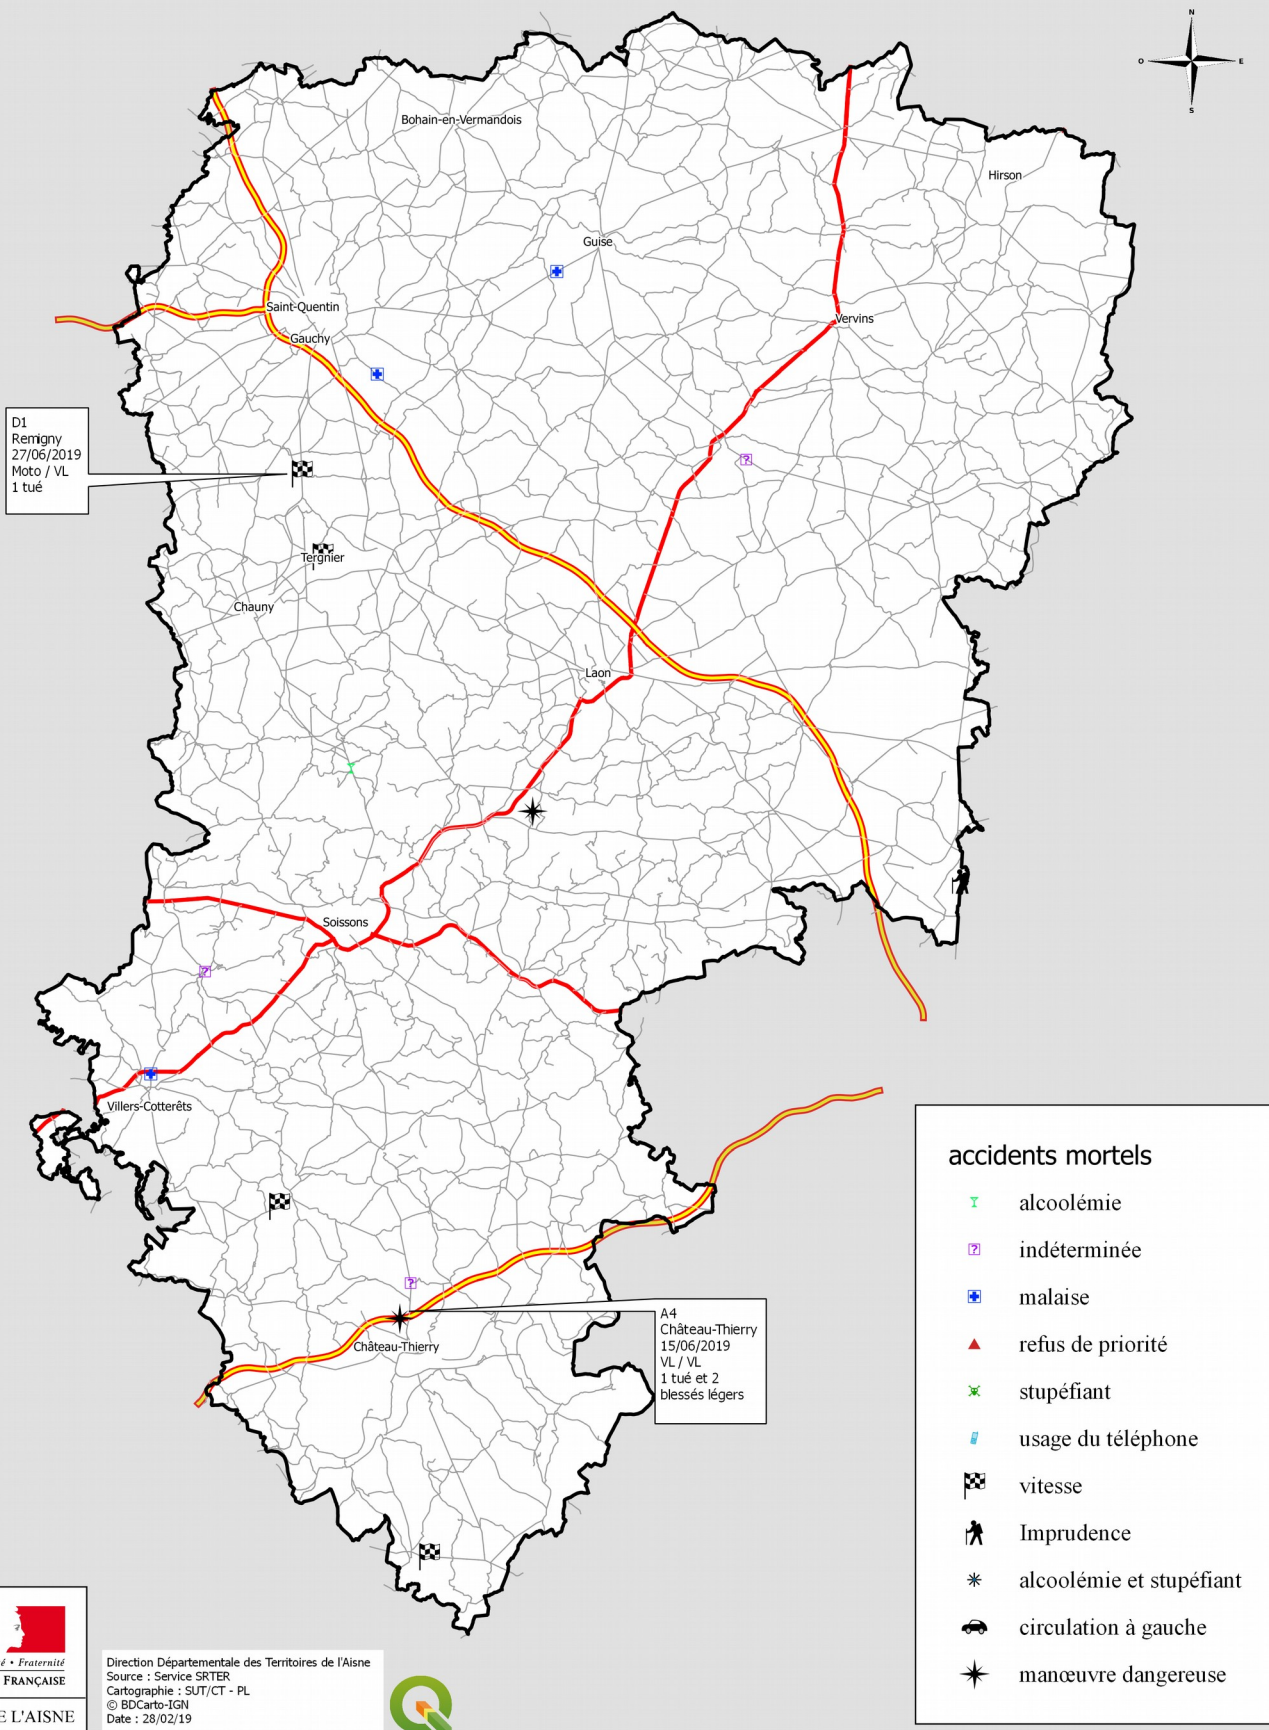 N
O
E
S
Bohain-en-Vermandois
Hirson
Guise
Saint-Quentin
Vervins
Gauchy
D1
Remigny
27/06/2019
Moto / VL
1 tué
Tergnier
Chauny
Laon
Soissons
Villers-Cotterêts
A4
Château-Thierry
15/06/2019
VL / VL
1 tué et 2
blessés légers
Château-Thierry
accidents mortels
alcoolémie
? indéterminée
malaise
refus de priorité
stupéfiant
usage du téléphone
vitesse
Imprudence
alcoolémie et stupéfiant
circulation à gauche
manœuvre dangereuse
é • Fraternité
FRANÇAISE
E L'AISNE
Direction Départementale des Territoires de l'Aisne
Source : Service SRTER
Cartographie : SUT/CT - PL
© BDCarto-IGN
Date : 28/02/19